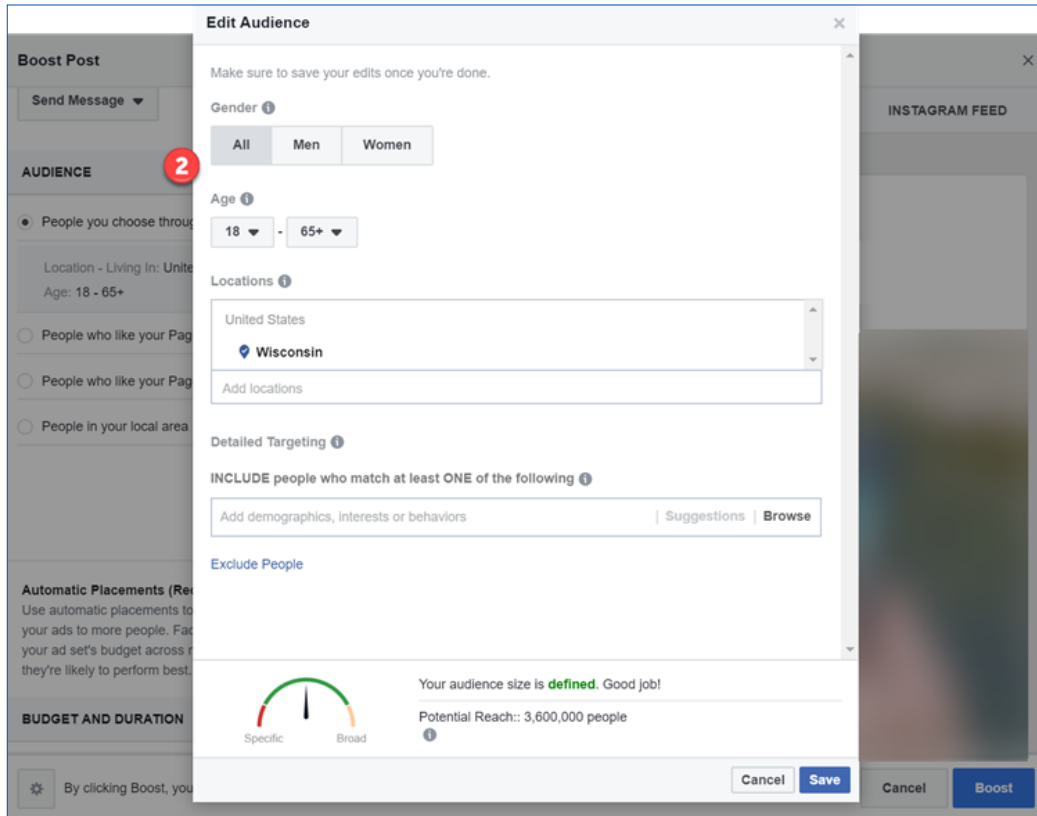 Edit Audience
Boost Post
Send Message
INSTAGRAM FEED
AUDIENCE
People you choose throug
Location - Living In: Unite
Age: 18 - 65+
People who like your Pag
People who like your Pag
People in your local area
Automatic Placements (Rec
Use automatic placements to
your ads to more people. Fac
your ad set's budget across
they're likely to perform best.
BUDGET AND DURATION
By clicking Boost, you
Cancel Boost
Make sure to save your edits once you're done.
Gender
All Men Women
2
Age
18 - 65+
Locations
United States
Wisconsin
Add locations
Detailed Targeting
INCLUDE people who match at least ONE of the following
Add demographics, interests or behaviors | Suggestions | Browse
Exclude People
Specific Broad
Your audience size is defined. Good job!
Potential Reach:: 3,600,000 people
Cancel Save